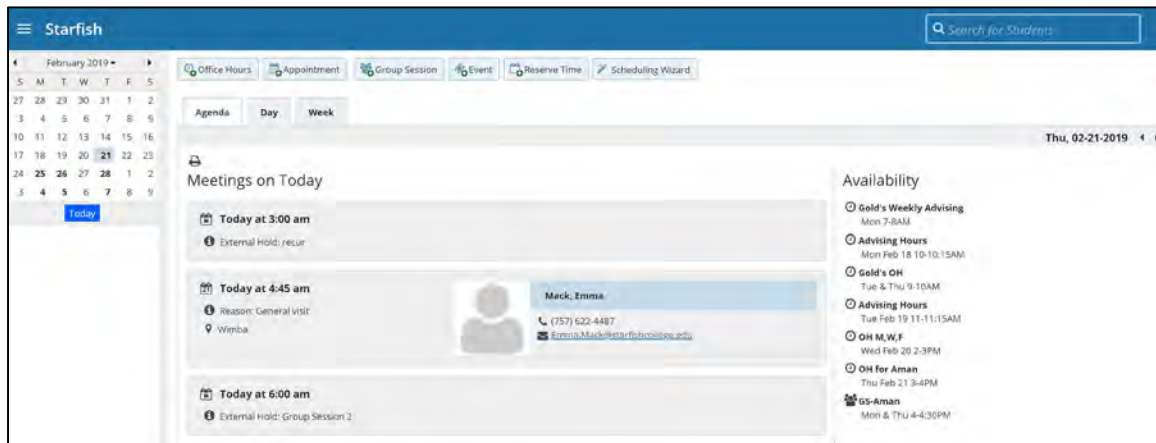 Starfish
Search for Students
February 2019
S M T W T F S
27 28 29 30 31 1 2
3 4 5 6 7 8 9
10 11 12 13 14 15 16
17 18 19 20 21 22 23
24 25 26 27 28 1 2
3 4 5 6 7 8 9
Today
Office Hours Appointment Group Session Event Reserve Time Scheduling Wizard
Agenda Day Week
Thu, 02-21-2019
Meetings on Today
Today at 3:00 am
External Hold: recur
Today at 4:45 am
Reason: General visit
Wimba
Mack, Emma
(757) 622-4487
Today at 6:00 am
External Hold: Group Session 2
Availability
Gold's Weekly Advising
Mon 7-8AM
Advising Hours
Mon Feb 18 10-10:15AM
Gold's OH
Tue & Thu 9-10AM
Advising Hours
Tue Feb 19 11-11:15AM
OH M,W,F
Wed Feb 20 2-3PM
OH for Aman
Thu Feb 21 3-4PM
GS-Aman
Mon & Thu 4-4:30PM